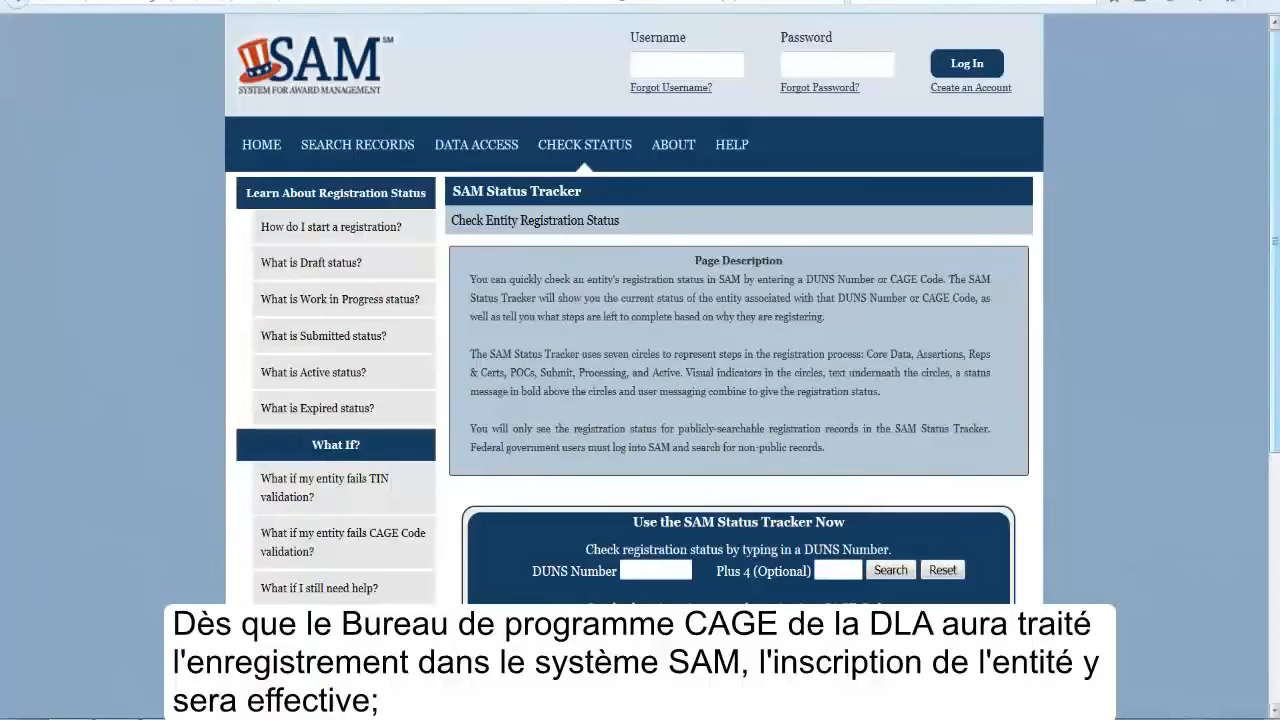 SAM SM
SYSTEM FOR AWARD MANAGEMENT
Username
Password
Log In
Forgot Username?
Forgot Password?
Create an Account
HOME
SEARCH RECORDS
DATA ACCESS
CHECK STATUS
ABOUT
HELP
Learn About Registration Status
How do I start a registration?
What is Draft status?
What is Work in Progress status?
What is Submitted status?
What is Active status?
What is Expired status?
What If?
What if my entity fails TIN
validation?
What if my entity fails CAGE Code
validation?
What if I still need help?
SAM Status Tracker
Check Entity Registration Status
Page Description
You can quickly check an entity's registration status in SAM by entering a DUNS Number or CAGE Code. The SAM
Status Tracker will show you the current status of the entity associated with that DUNS Number or CAGE Code, as
well as tell you what steps are left to complete based on why they are registering.
The SAM Status Tracker uses seven circles to represent steps in the registration process: Core Data, Assertions, Reps
& Certs, POCs, Submit, Processing, and Active. Visual indicators in the circles, text underneath the circles, a status
message in bold above the circles and user messaging combine to give the registration status.
You will only see the registration status for publicly-searchable registration records in the SAM Status Tracker.
Federal government users must log into SAM and search for non-public records.
Use the SAM Status Tracker Now
Check registration status by typing in a DUNS Number.
DUNS Number
Plus 4 (Optional)
Search
Reset
Dès que le Bureau de programme CAGE de la DLA aura traité
l'enregistrement dans le système SAM, l'inscription de l'entité y
sera effective;